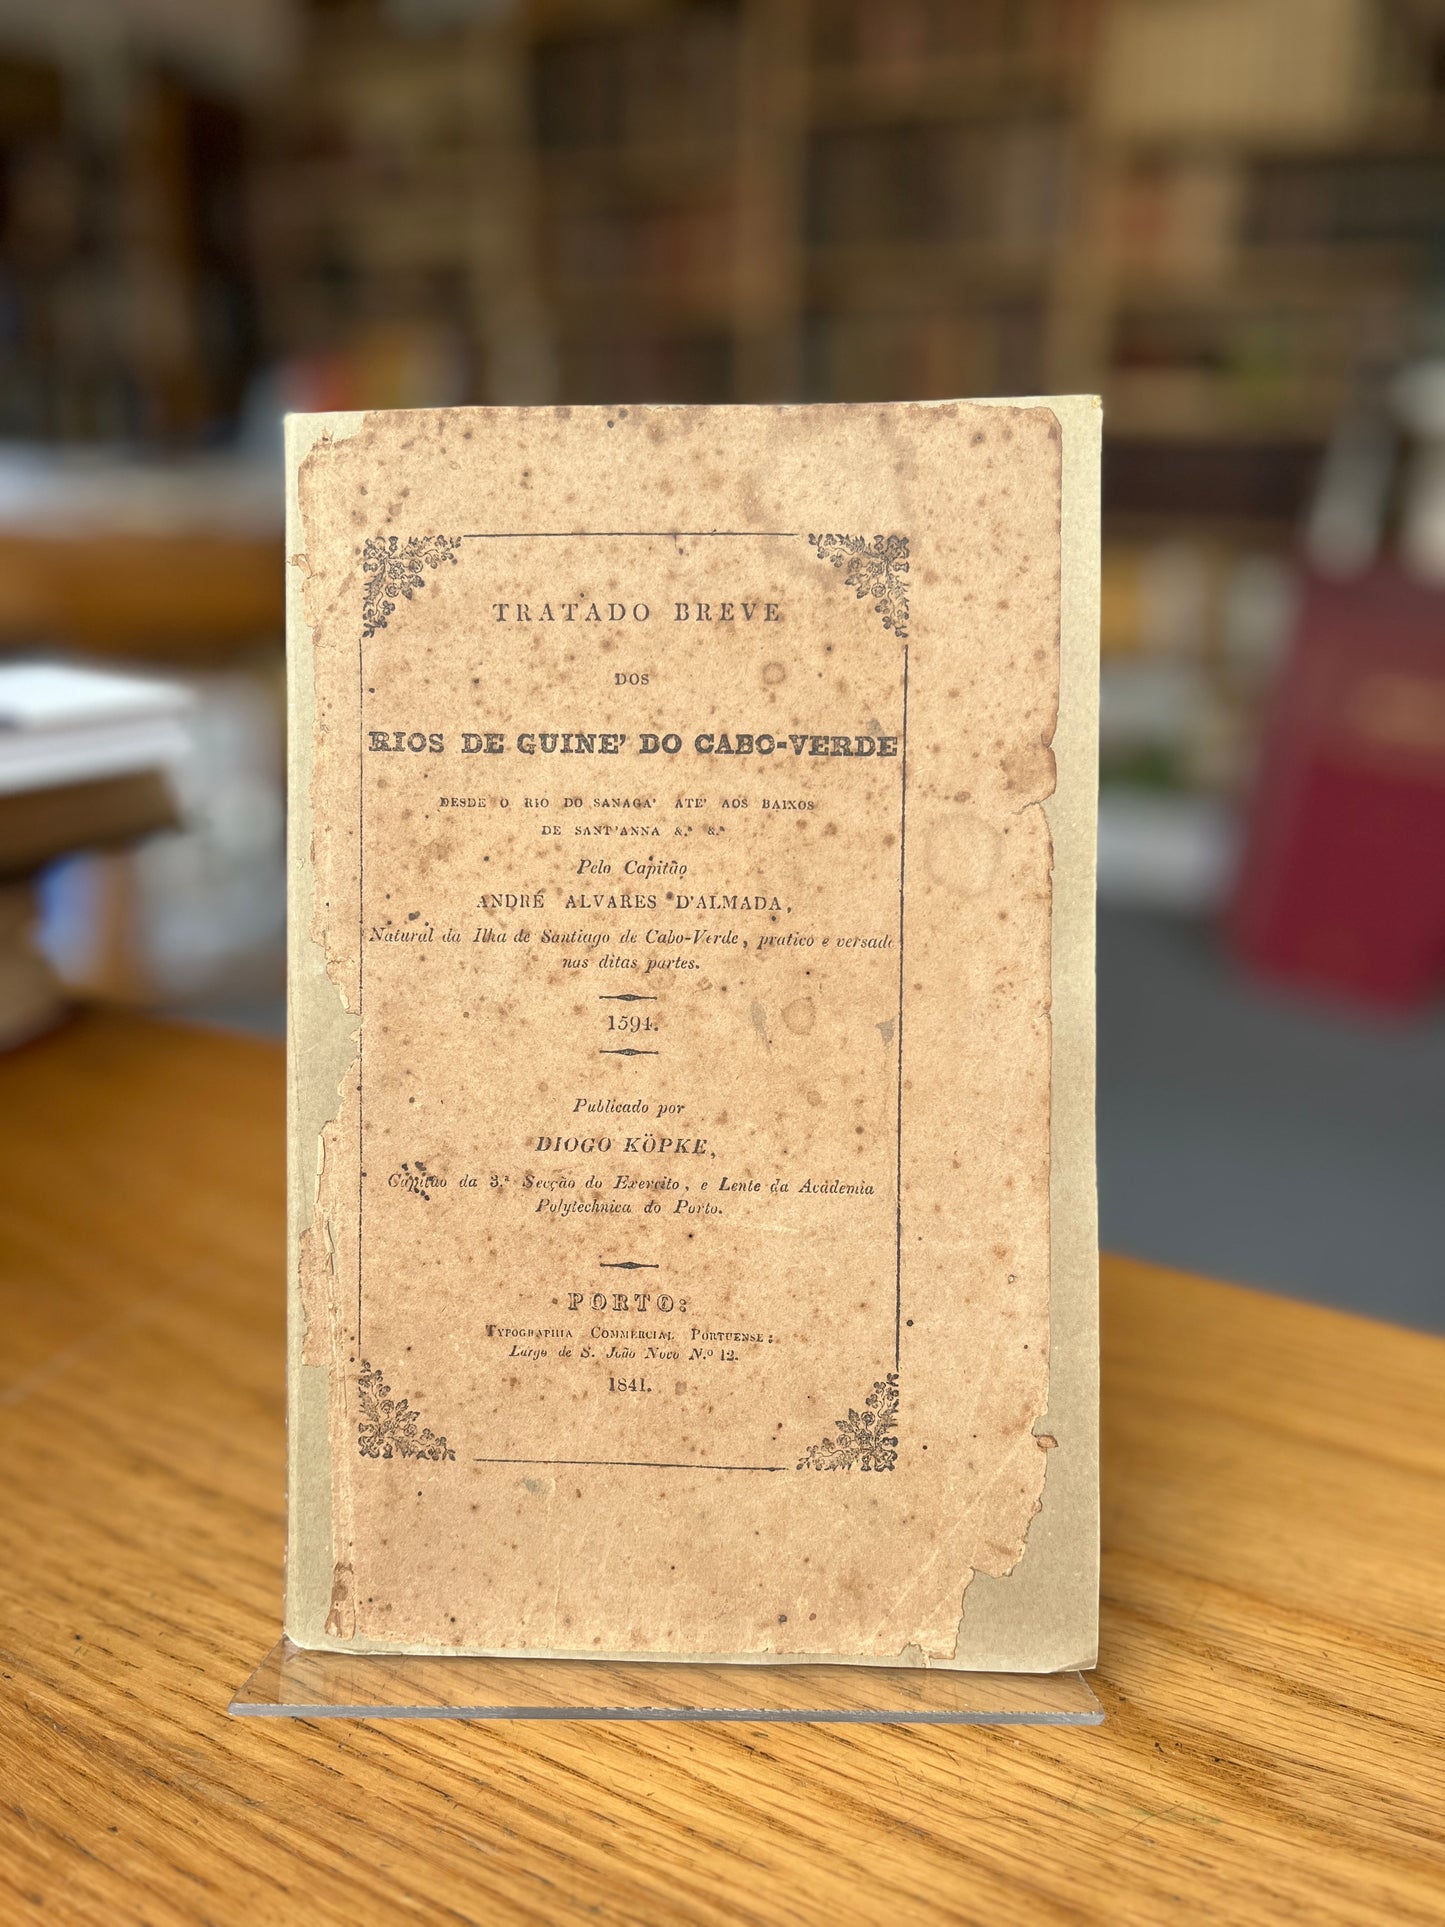 TRATADO BREVE
DOS
RIOS DE GUINE' DO CABO-VERDE
DESDE O RIO DO SANAGA' ATE' AOS BAIXOS
DE SANT'ANNA &.ª &.ª
Pelo Capitão
ANDRÉ ALVARES D'ALMADA,
Natural da Ilha de Santiago de Cabo-Verde, pratico e versado
nas ditas partes.
1594.
Publicado por
DIOGO KÖPKE,
Capitão da 3.ª Secção do Exercito, e Lente da Academia
Polytechnica do Porto.
PORTO:
TYPOGRAPHIA COMMERCIAL PORTUENSE:
Largo de S. João Novo N.º 12.
1841.